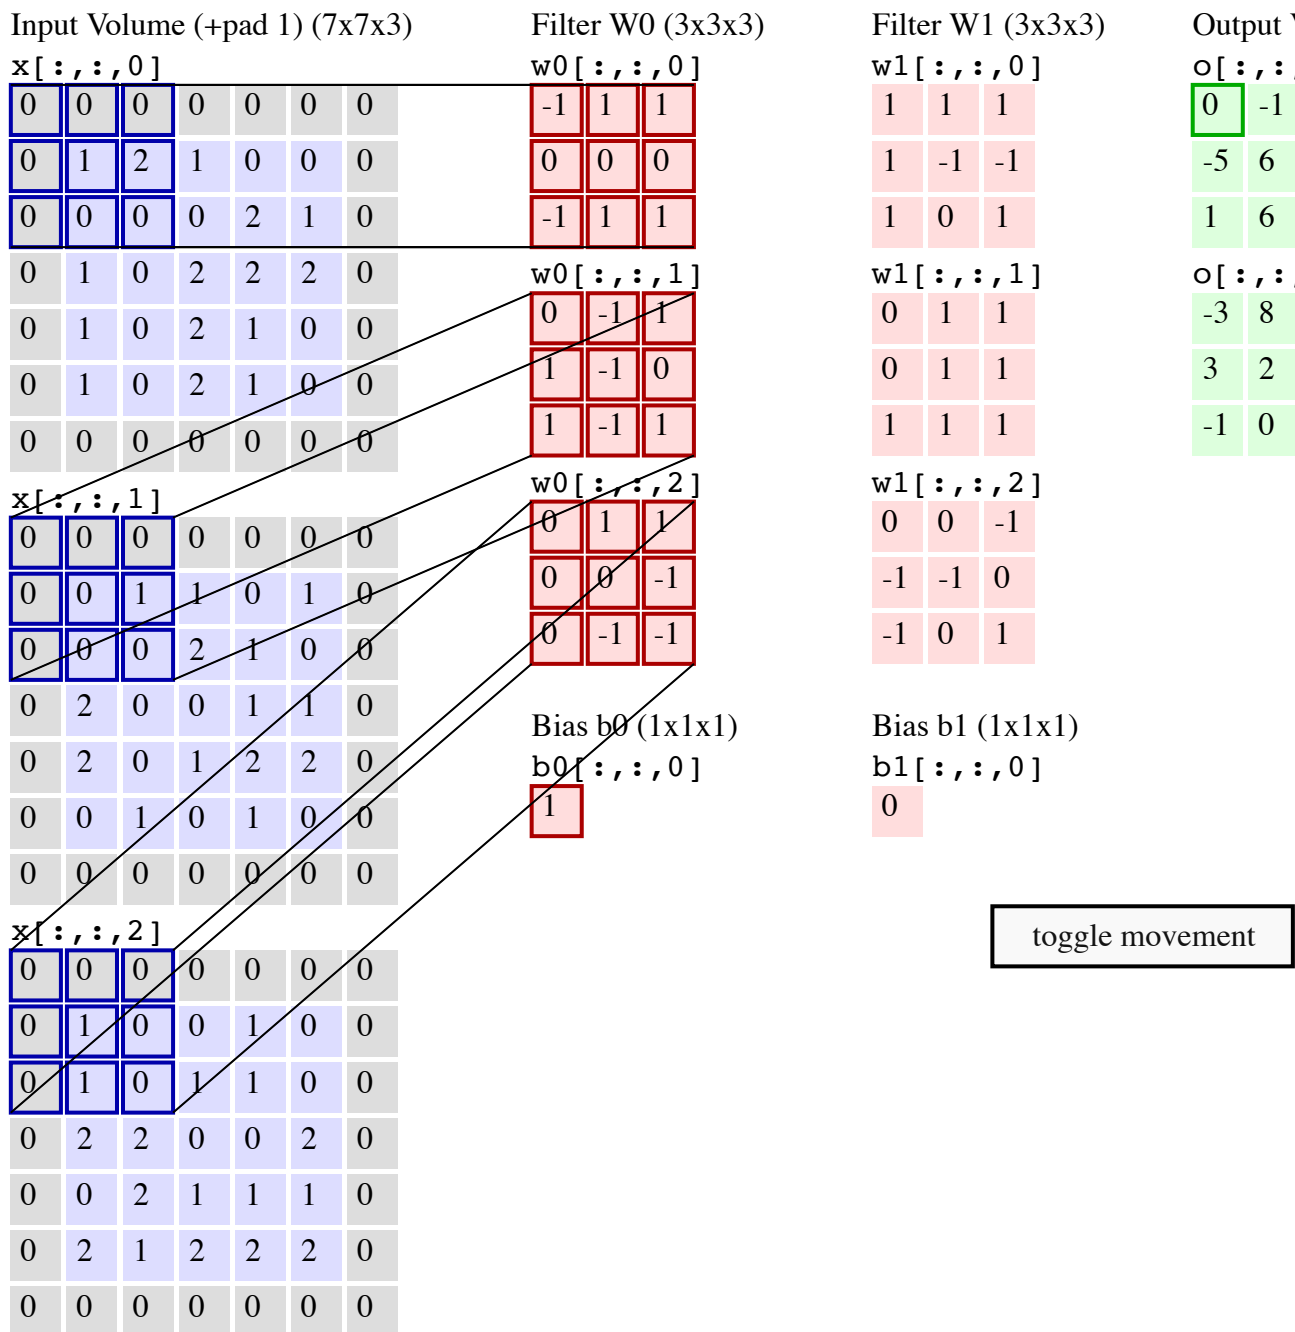 Input Volume (+pad 1) (7x7x3)
x[:,:,0]
0 0 0 0 0 0 0
0 1 2 1 0 0 0
0 0 0 0 2 1 0
0 1 0 2 2 2 0
0 1 0 2 1 0 0
0 1 0 2 1 0 0
0 0 0 0 0 0 0
x[:,:,1]
0 0 0 0 0 0 0
0 0 1 1 0 1 0
0 0 0 2 1 0 0
0 2 0 0 1 1 0
0 2 0 1 2 2 0
0 0 1 0 1 0 0
0 0 0 0 0 0 0
x[:,:,2]
0 0 0 0 0 0 0
0 1 0 0 1 0 0
0 1 0 1 1 0 0
0 2 2 0 0 2 0
0 0 2 1 1 1 0
0 2 1 2 2 2 0
0 0 0 0 0 0 0
Filter W0 (3x3x3)
w0[:,:,0]
-1 1 1
0 0 0
-1 1 1
w0[:,:,1]
0 -1 1
1 -1 0
1 -1 1
w0[:,:,2]
0 1 1
0 0 -1
0 -1 -1
Bias b0 (1x1x1)
b0[:,:,0]
1
Filter W1 (3x3x3)
w1[:,:,0]
1 1 1
1 -1 -1
1 0 1
w1[:,:,1]
0 1 1
0 1 1
1 1 1
w1[:,:,2]
0 0 -1
-1 -1 0
-1 0 1
Bias b1 (1x1x1)
b1[:,:,0]
0
Output
o[:,:,
0 -1
-5 6
1 6
o[:,:,
-3 8
3 2
-1 0
toggle movement